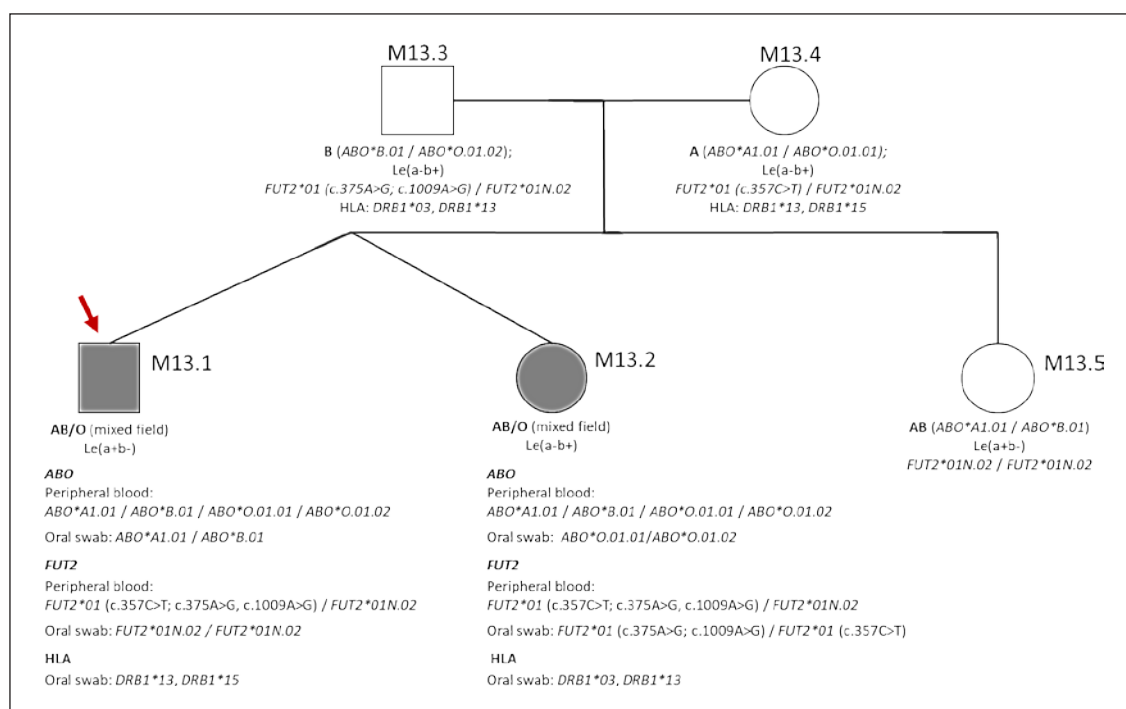 M13.3
M13.4
B (ABO*B.01 / ABO*O.01.02);
Le(a-b+)
FUT2*01 (c.375A>G; c.1009A>G) / FUT2*01N.02
HLA: DRB1*03, DRB1*13
A (ABO*A1.01 / ABO*O.01.01);
Le(a-b+)
FUT2*01 (c.357C>T) / FUT2*01N.02
HLA: DRB1*13, DRB1*15
M13.1
M13.2
M13.5
AB/O (mixed field)
Le(a+b-)
ABO
Peripheral blood:
ABO*A1.01 / ABO*B.01 / ABO*O.01.01 / ABO*O.01.02
Oral swab: ABO*A1.01 / ABO*B.01
FUT2
Peripheral blood:
FUT2*01 (c.357C>T; c.375A>G, c.1009A>G) / FUT2*01N.02
Oral swab: FUT2*01N.02 / FUT2*01N.02
HLA
Oral swab: DRB1*13, DRB1*15
AB/O (mixed field)
Le(a-b+)
ABO
Peripheral blood:
ABO*A1.01 / ABO*B.01 / ABO*O.01.01 / ABO*O.01.02
Oral swab: ABO*O.01.01/ABO*O.01.02
FUT2
Peripheral blood:
FUT2*01 (c.357C>T; c.375A>G, c.1009A>G) / FUT2*01N.02
Oral swab: FUT2*01 (c.375A>G; c.1009A>G) / FUT2*01 (c.357C>T)
HLA
Oral swab: DRB1*03, DRB1*13
AB (ABO*A1.01 / ABO*B.01)
Le(a+b-)
FUT2*01N.02 / FUT2*01N.02